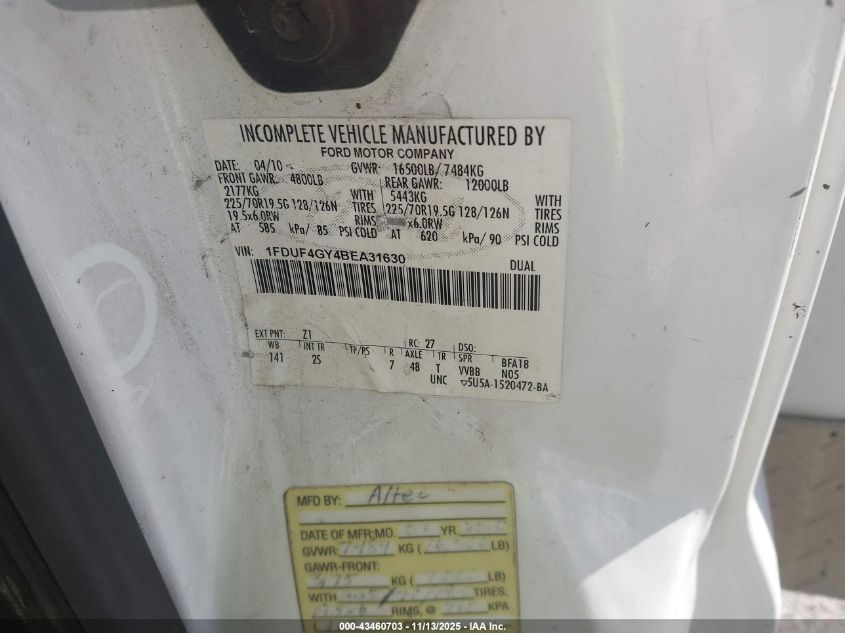 INCOMPLETE VEHICLE MANUFACTURED BY
FORD MOTOR COMPANY
DATE: 04/10 GVWR: 16500LB/ 7484KG
FRONT GAWR: 4800LB REAR GAWR: 12000LB
2177KG WITH 5443KG WITH
225/70R19.5G 128/126N TIRES 225/70R19.5G 128/126N TIRES
19.5x6.0RW RIMS x6.0RW RIMS
AT 585 kPa/ 85 PSI COLD AT 620 kPa/ 90 PSI COLD
VIN: 1FDUF4GY4BEA31630 DUAL
EXT PNT: Z1 RC: 27 DSO:
WB INT TR TP/PS R AXLE TR SPR BFA18
141 25 7 48 T VVBB N05
UNC ▽5U5A-1520472-BA
MFD BY: Altec
DATE OF MFR: MO. YR.
GVWR: KG ( LB)
GAWR-FRONT:
KG ( LB)
WITH TIRES,
RIMS, @ KPA
000-43460703 - 11/13/2025 - IAA Inc.